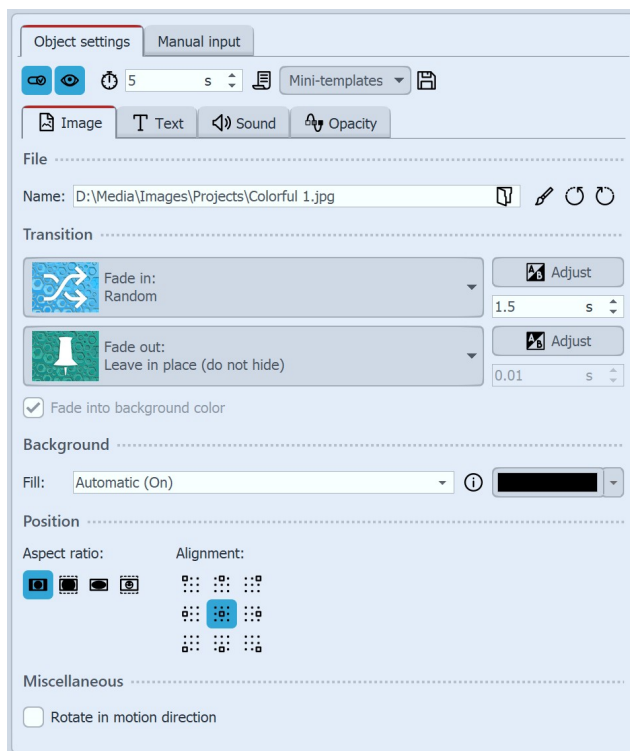 Object settings Manual input
5 s Mini-templates
Image T Text Sound Opacity
File
Name: D:\Media\Images\Projects\Colorful 1.jpg
Transition
Fade in:
Random
A/B Adjust
1.5 s
Fade out:
Leave in place (do not hide)
A/B Adjust
0.01 s
Fade into background color
Background
Fill: Automatic (On)
Position
Aspect ratio: Alignment:
Miscellaneous
Rotate in motion direction